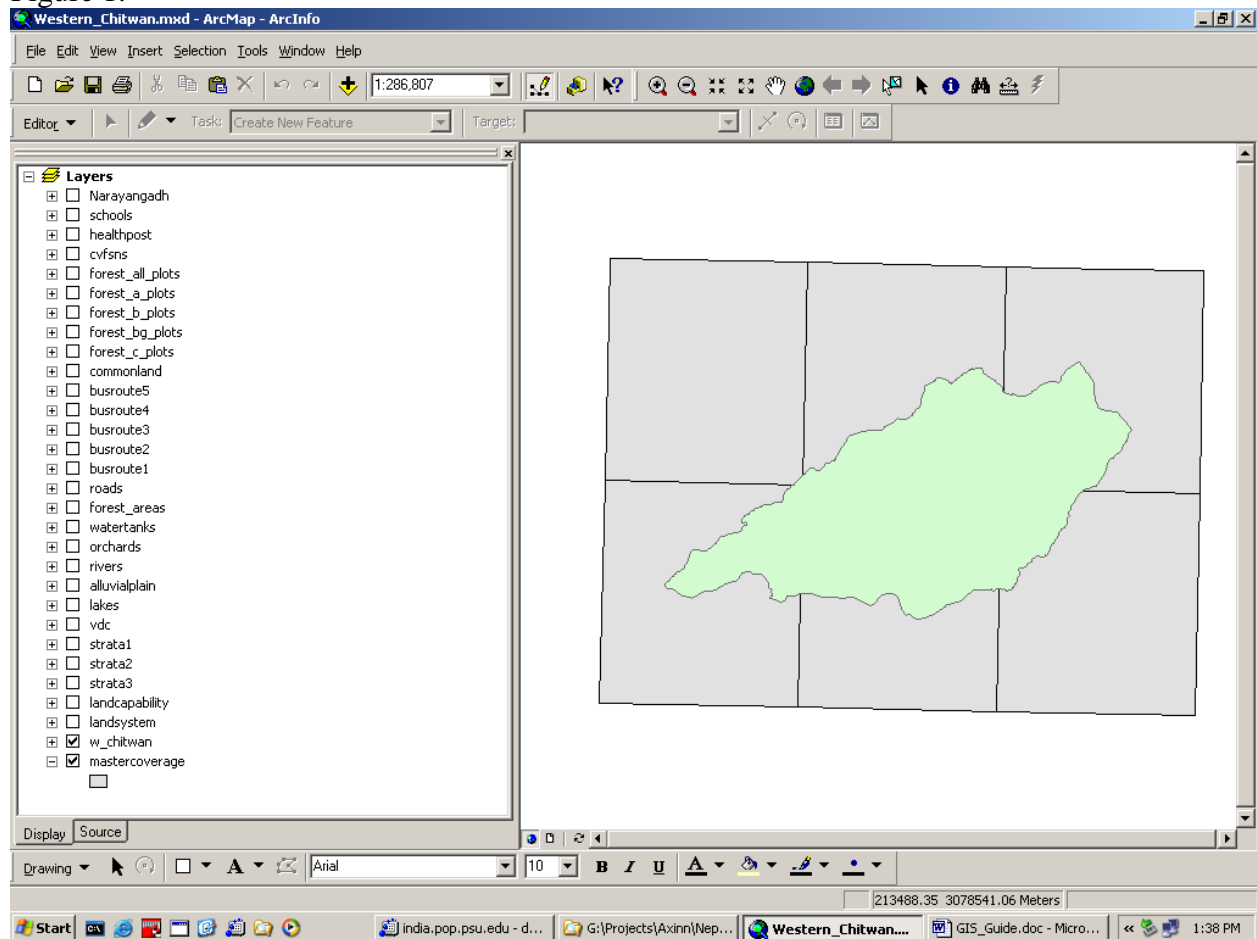 Figure 1.
Western_Chitwan.mxd - ArcMap - ArcInfo
File Edit View Insert Selection Tools Window Help
1:286,807
Editor Task: Create New Feature Target:
Layers
Narayangadh
schools
healthpost
cvfsns
forest_all_plots
forest_a_plots
forest_b_plots
forest_bg_plots
forest_c_plots
commonland
busroute5
busroute4
busroute3
busroute2
busroute1
roads
forest_areas
watertanks
orchards
rivers
alluvialplain
lakes
vdc
strata1
strata2
strata3
landcapability
landsystem
w_chitwan
mastercoverage
Display Source
Drawing A Arial 10 B I U A
213488.35 3078541.06 Meters
Start india.pop.psu.edu - d... G:\Projects\Axinn\Nep... Western_Chitwan.... GIS_Guide.doc - Micro... « 1:38 PM